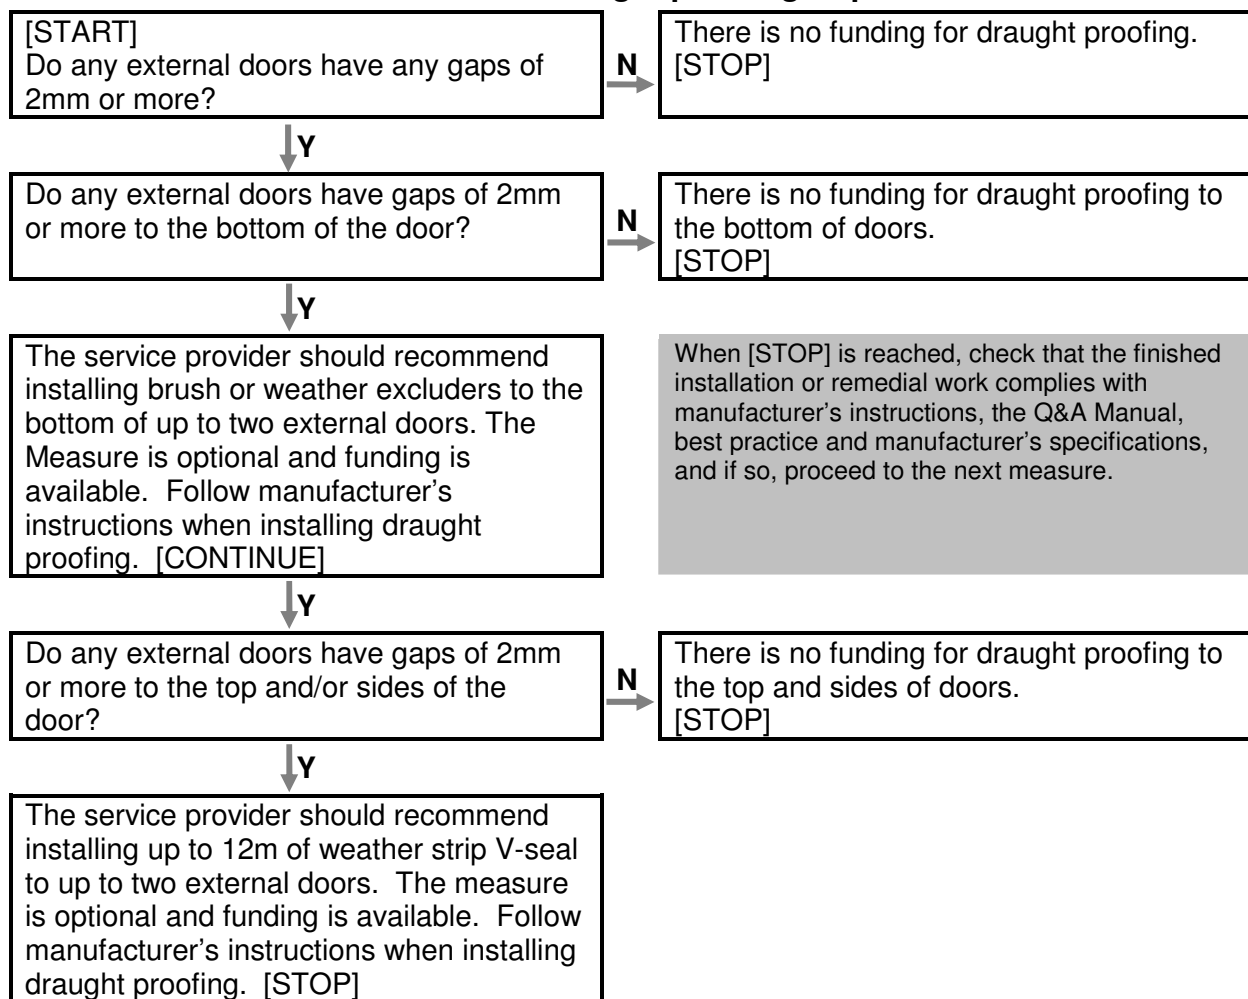 [START]
Do any external doors have any gaps of
2mm or more?
N
There is no funding for draught proofing.
[STOP]
Y
Do any external doors have gaps of 2mm
or more to the bottom of the door?
N
There is no funding for draught proofing to
the bottom of doors.
[STOP]
Y
The service provider should recommend
installing brush or weather excluders to the
bottom of up to two external doors. The
Measure is optional and funding is
available. Follow manufacturer's
instructions when installing draught
proofing. [CONTINUE]
When [STOP] is reached, check that the finished
installation or remedial work complies with
manufacturer's instructions, the Q&A Manual,
best practice and manufacturer's specifications,
and if so, proceed to the next measure.
Y
Do any external doors have gaps of 2mm
or more to the top and/or sides of the
door?
N
There is no funding for draught proofing to
the top and sides of doors.
[STOP]
Y
The service provider should recommend
installing up to 12m of weather strip V-seal
to up to two external doors. The measure
is optional and funding is available. Follow
manufacturer's instructions when installing
draught proofing. [STOP]